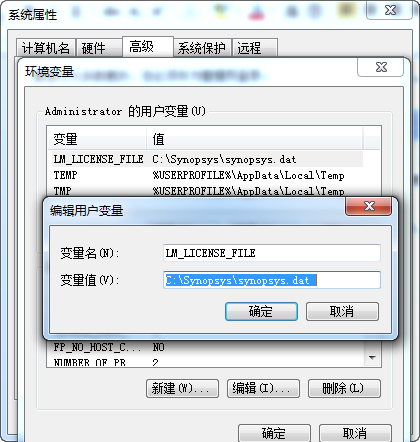 系统属性
计算机名 硬件 高级 系统保护 远程
环境变量
Administrator 的用户变量(U)
变量 值
LM_LICENSE_FILE C:\Synopsys\synopsys.dat
TEMP %USERPROFILE%\AppData\Local\Temp
TMP %USERPROFILE%\AppData\Local\Temp
编辑用户变量
变量名(N): LM_LICENSE_FILE
变量值(V): C:\Synopsys\synopsys.dat
确定 取消
FP_NO_HOST_C... NO
NUMBER_OF_PR... 2
新建(W)... 编辑(I)... 删除(L)
确定 取消